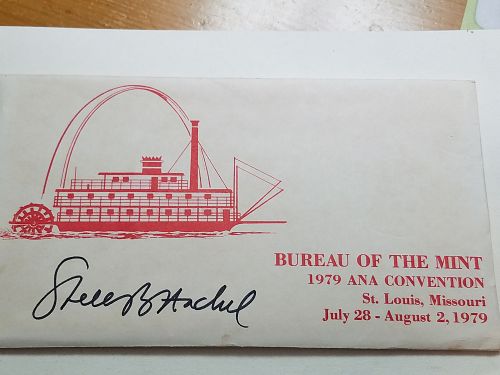 BUREAU OF THE MINT
1979 ANA CONVENTION
St. Louis, Missouri
July 28 - August 2, 1979
Stella B Hackel